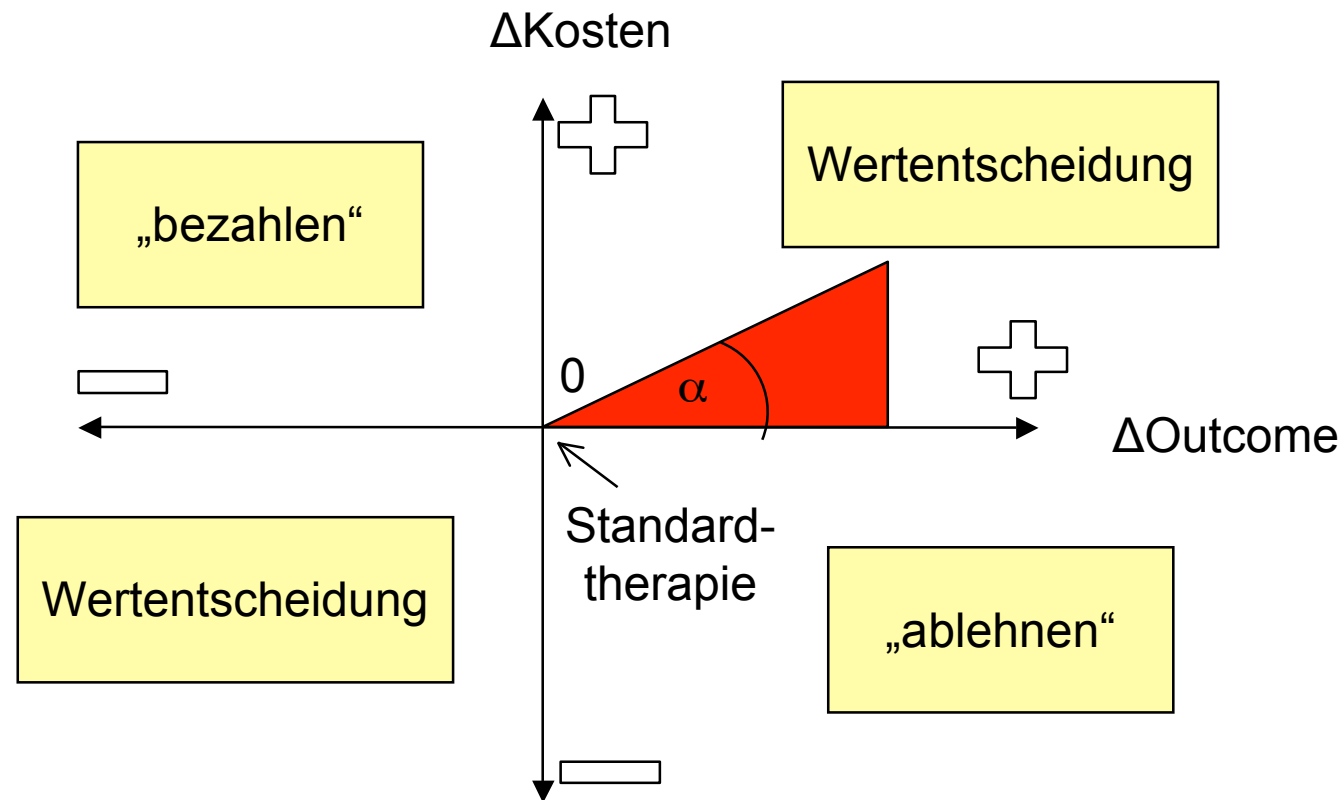 ΔKosten
Wertentscheidung
„bezahlen“
0
α
ΔOutcome
Standard-
therapie
Wertentscheidung
„ablehnen“